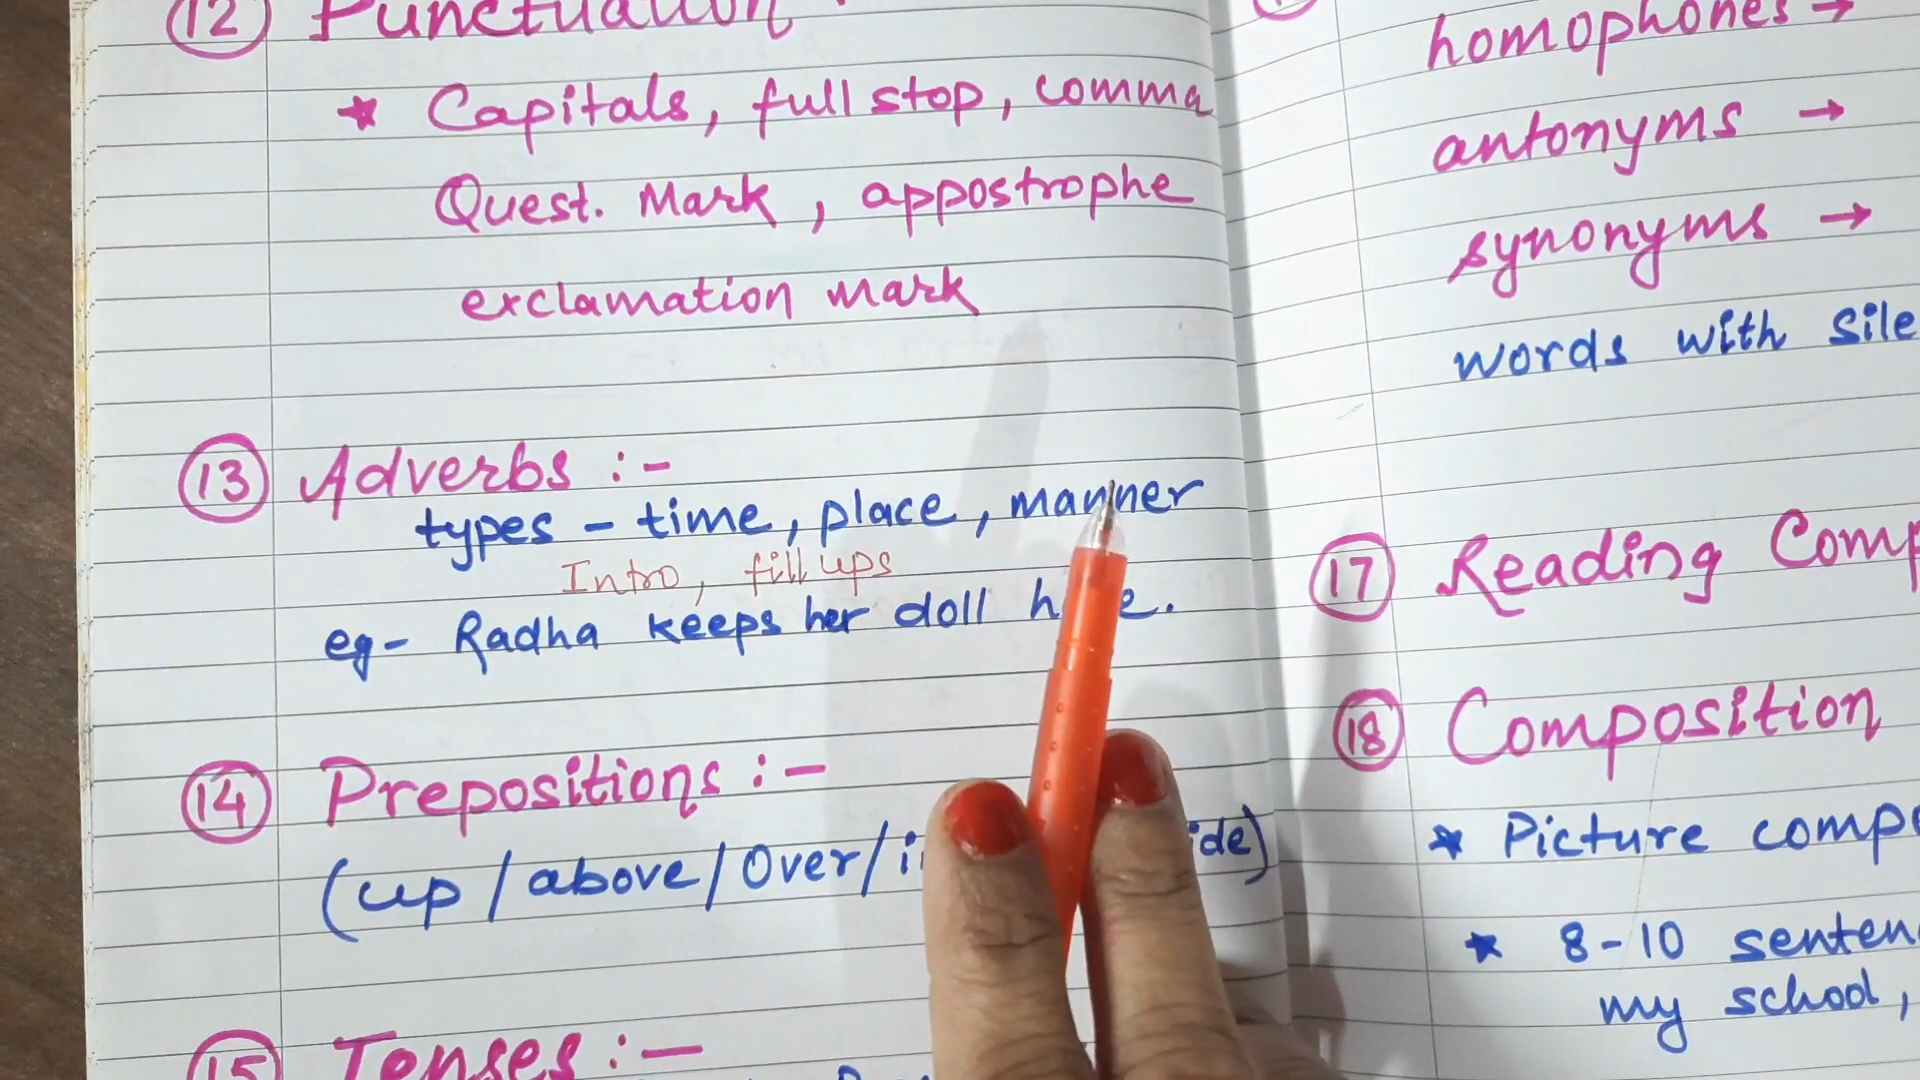 12 Punctuation
* Capitals, full stop, comma
Quest. Mark, appostrophe
exclamation mark
13 Adverbs :-
types - time, place, manner
Intro, fill ups
eg- Radha keeps her doll
14 Prepositions :-
(up / above / Over /
15 Tenses :-
homophones →
antonyms →
synonyms →
words with
17 Reading
18 Composition
* Picture
* 8-10
my school,